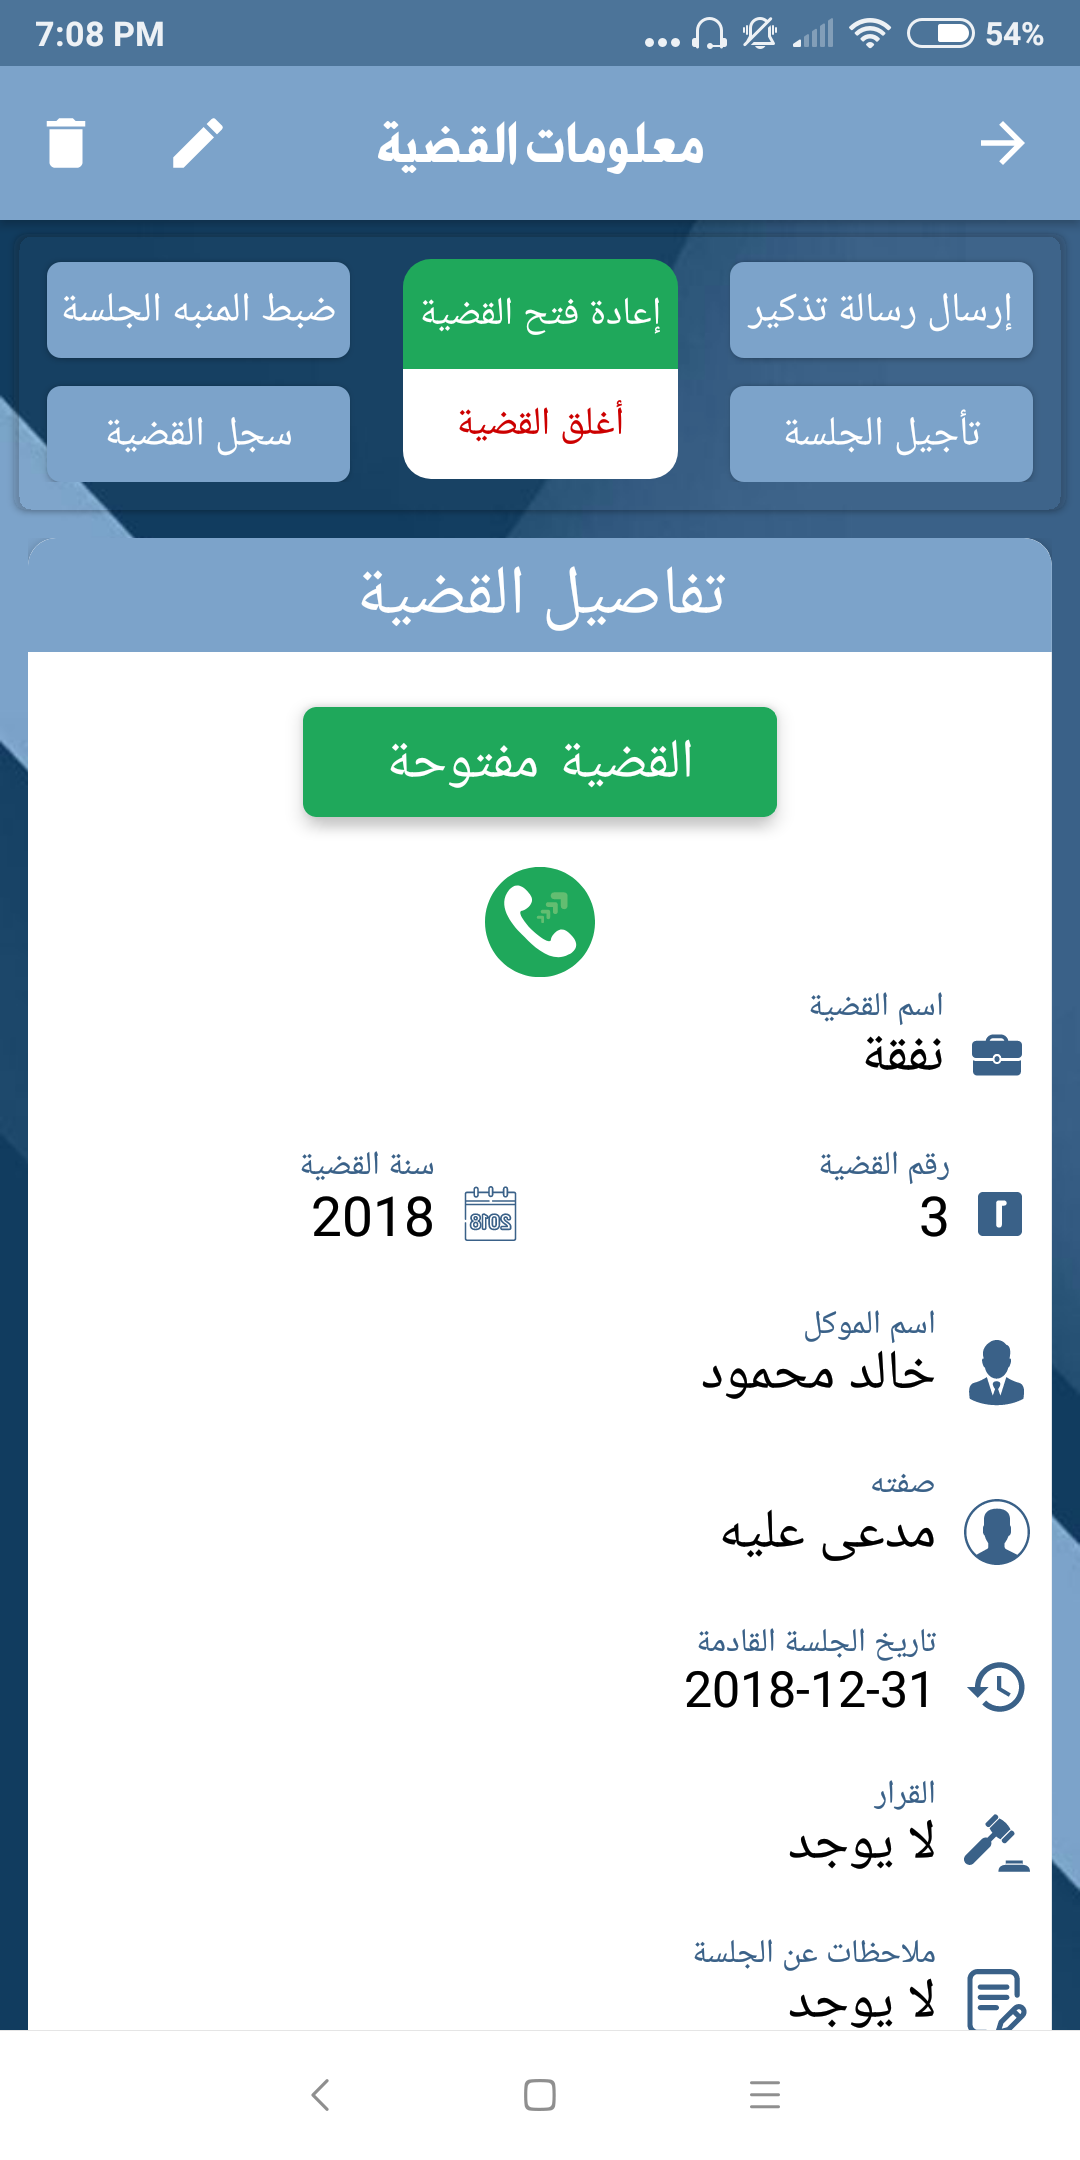 7:08 PM 54%
معلومات القضية
إرسال رسالة تذكير
إعادة فتح القضية
ضبط المنبه الجلسة
تأجيل الجلسة
أغلق القضية
سجل القضية
تفاصيل القضية
القضية مفتوحة
اسم القضية
نفقة
رقم القضية
3
سنة القضية
2018
2018
اسم الموكل
خالد محمود
صفته
مدعى عليه
تاريخ الجلسة القادمة
2018-12-31
القرار
لا يوجد
ملاحظات عن الجلسة
لا يوجد